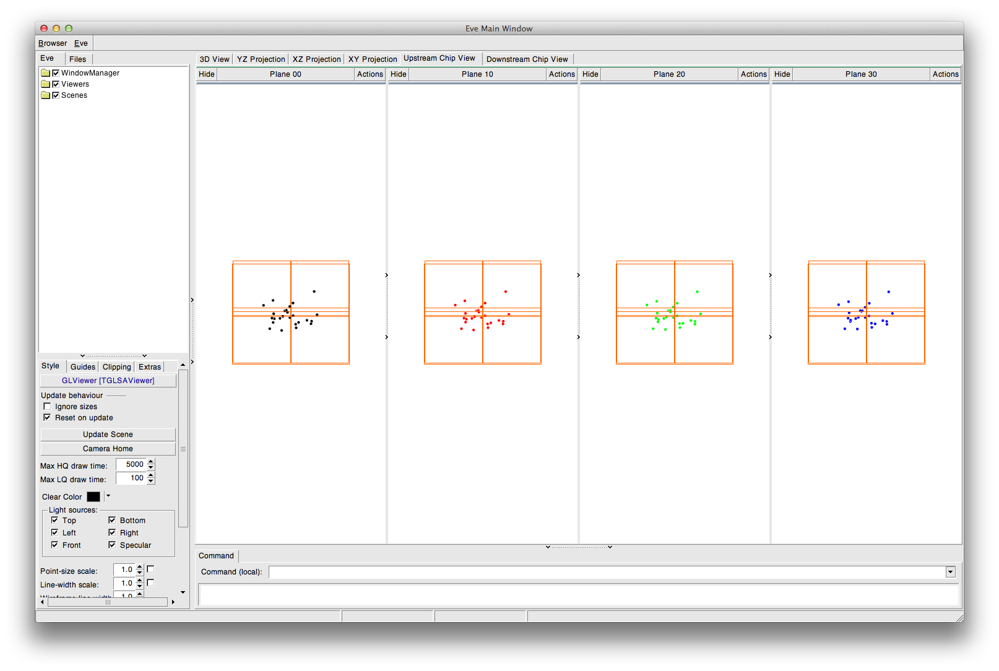 Eve Main Window
Browser Eve
Eve Files
WindowManager
Viewers
Scenes
3D View YZ Projection XZ Projection XY Projection Upstream Chip View Downstream Chip View
Hide Plane 00 Actions Hide Plane 10 Actions Hide Plane 20 Actions Hide Plane 30 Actions
Style Guides Clipping Extras
GLViewer [TGLSAViewer]
Update behaviour
Ignore sizes
Reset on update
Update Scene
Camera Home
Max HQ draw time: 5000
Max LQ draw time: 100
Clear Color
Light sources:
Top Bottom
Left Right
Front Specular
Point-size scale: 1.0
Line-width scale: 1.0
Wireframe line-width 1.0
Command
Command (local):